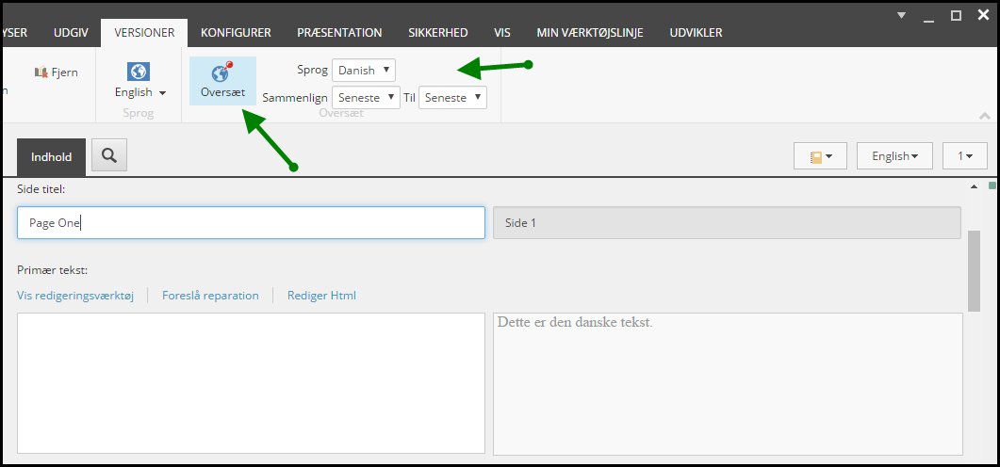 YSER UDGIV VERSIONER KONFIGURER PRÆSENTATION SIKKERHED VIS MIN VÆRKTØJSLINJE UDVIKLER
Fjern
n
English
Sprog
Oversæt
Sprog Danish
Sammenlign Seneste Til Seneste
Oversæt
Indhold
English 1
Side titel:
Page One Side 1
Primær tekst:
Vis redigeringsværktøj Foreslå reparation Rediger Html
Dette er den danske tekst.